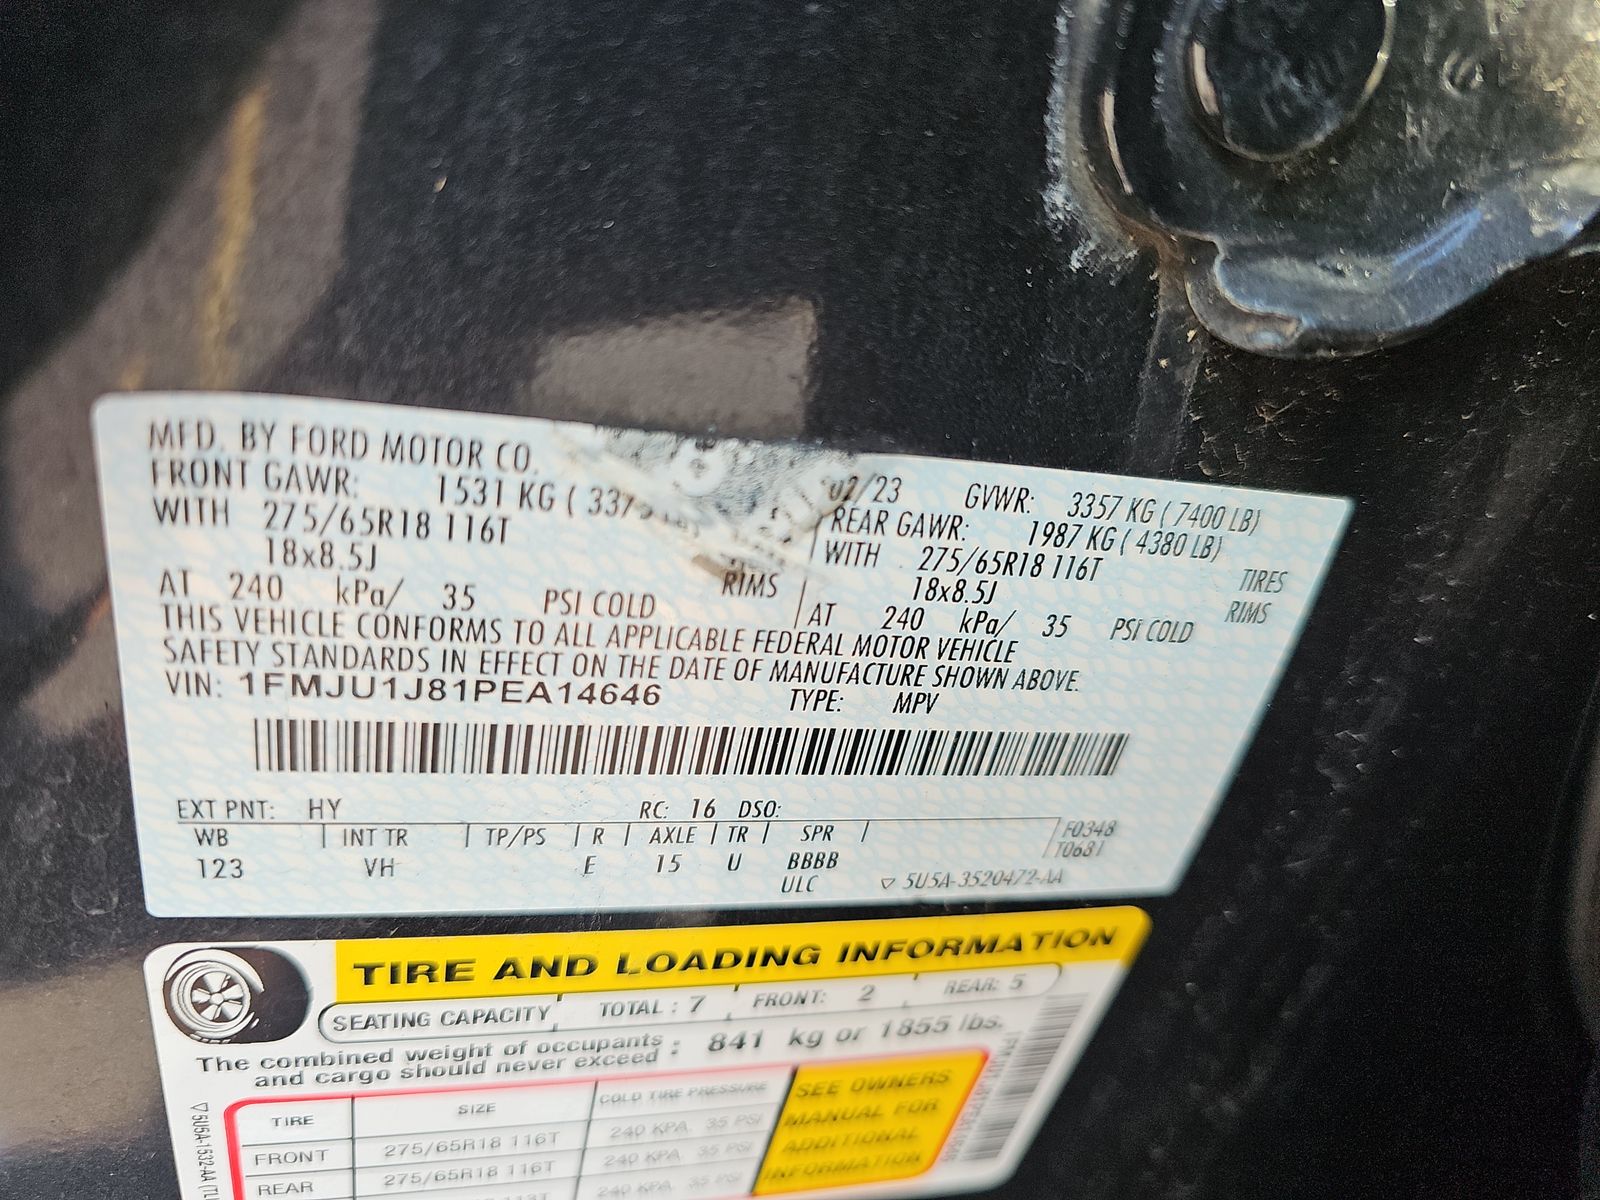 MFD. BY FORD MOTOR CO. 02/23 GVWR: 3357 KG ( 7400 LB)
FRONT GAWR: 1531 KG ( REAR GAWR: 1987 KG ( 4380 LB)
WITH 275/65R18 116T WITH 275/65R18 116T TIRES
18x8.5J RIMS 18x8.5J RIMS
AT 240 kPa/ 35 PSI COLD AT 240 kPa/ 35 PSI COLD
THIS VEHICLE CONFORMS TO ALL APPLICABLE FEDERAL MOTOR VEHICLE
SAFETY STANDARDS IN EFFECT ON THE DATE OF MANUFACTURE SHOWN ABOVE.
VIN: 1FMJU1J81PEA14646 TYPE: MPV
EXT PNT: HY RC: 16 DSO:
WB | INT TR | TP/PS | R | AXLE | TR | SPR | F0348
T0681
123 VH E 15 U BBBB
ULC ▽ 5U5A-3520472-AA
TIRE AND LOADING INFORMATION
SEATING CAPACITY TOTAL : 7 FRONT: 2 REAR: 5
The combined weight of occupants : 841 kg or 1855 lbs.
and cargo should never exceed
TIRE SIZE COLD TIRE PRESSURE
FRONT 275/65R18 116T 240 KPA, 35 PSI
REAR 275/65R18 116T 240 KPA, 35 PSI
240 KPA, 35 PSI
SEE OWNERS
MANUAL FOR
ADDITIONAL
INFORMATION
▽5U5A-1532-AA